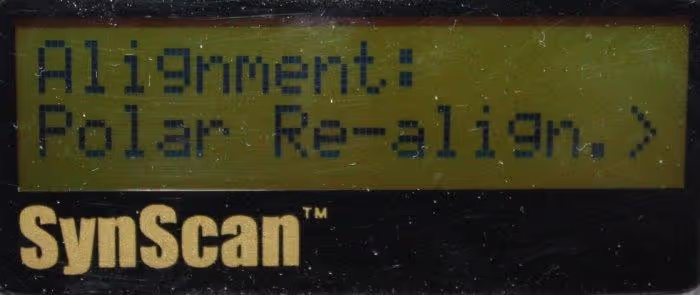 Alignment:
Polar Re-align.>
SynScan™